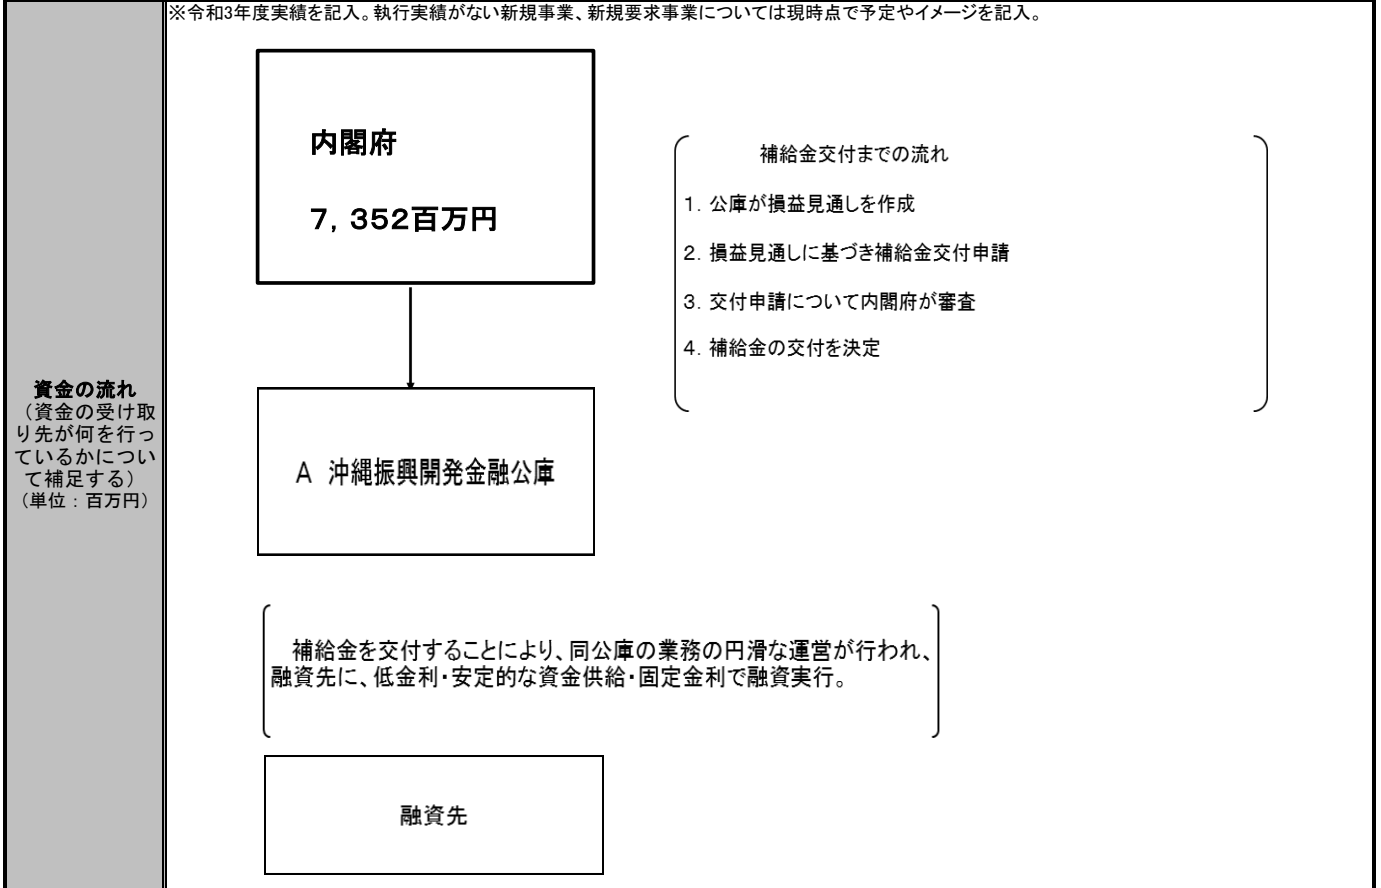 ※令和3年度実績を記入。執行実績がない新規事業、新規要求事業については現時点で予定やイメージを記入。
資金の流れ
（資金の受け取
り先が何を行っ
ているかについ
て補足する）
（単位：百万円）
内閣府
７，３５２百万円
補給金交付までの流れ
１．公庫が損益見通しを作成
２．損益見通しに基づき補給金交付申請
３．交付申請について内閣府が審査
４．補給金の交付を決定
Ａ　沖縄振興開発金融公庫
補給金を交付することにより、同公庫の業務の円滑な運営が行われ、
融資先に、低金利・安定的な資金供給・固定金利で融資実行。
融資先